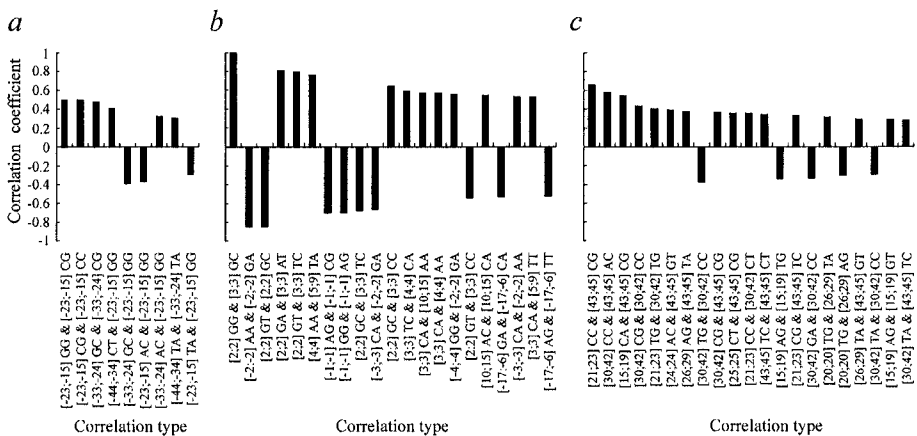 a
b
c
Correlation coefficient
1
0.8
0.6
0.4
0.2
0
-0.2
-0.4
-0.6
-0.8
-1
[-23;-15] GG & [-23;-15] CG
[-23;-15] CG & [-23;-15] CC
[-33;-24] GC & [-33;-24] CG
[-44;-34] CT & [-23;-15] GG
[-33;-24] GC & [-23;-15] GG
[-23;-15] AC & [-23;-15] GG
[-33;-24] AC & [-23;-15] GG
[-44;-34] TA & [-33;-24] TA
[-23;-15] TA & [-23;-15] GG
Correlation type
[2;2] GG & [3;3] GC
[-2;-2] AA & [-2;-2] GA
[2;2] GT & [2;2] GC
[2;2] GA & [3;3] AT
[2;2] GT & [3;3] TC
[4;4] AA & [5;9] TA
[-1;-1] AG & [-1;-1] CG
[-1;-1] GG & [-1;-1] AG
[2;2] GC & [3;3] TC
[-3;-3] CA & [-2;-2] GA
[2;2] GC & [3;3] CC
[3;3] TC & [4;4] CA
[3;3] CA & [10;15] AA
[3;3] CA & [4;4] AA
[-4;-4] GG & [-2;-2] GA
[2;2] GT & [3;3] CC
[10;15] AC & [10;15] CA
[-17;-6] GA & [-17;-6] CA
[-3;-3] CA & [-2;-2] AA
[3;3] CA & [5;9] TT
[-17;-6] AG & [-17;-6] TT
Correlation type
[21;23] CC & [43;45] CG
[30;42] CC & [43;45] AC
[15;19] CA & [43;45] CG
[30;42] CG & [30;42] CC
[21;23] TG & [30;42] TG
[24;24] AC & [43;45] GT
[26;29] AG & [43;45] TA
[30;42] TG & [30;42] CC
[30;42] CG & [43;45] CG
[25;25] CT & [43;45] CG
[21;23] CC & [43;45] CT
[43;45] TC & [43;45] CT
[15;19] AG & [15;19] TG
[21;23] CG & [43;45] TC
[30;42] GA & [30;42] CC
[20;20] TG & [26;29] TA
[20;20] TG & [26;29] AG
[26;29] TA & [43;45] GT
[30;42] TA & [30;42] CC
[15;19] AG & [15;19] GT
[30;42] TA & [43;45] TC
Correlation type